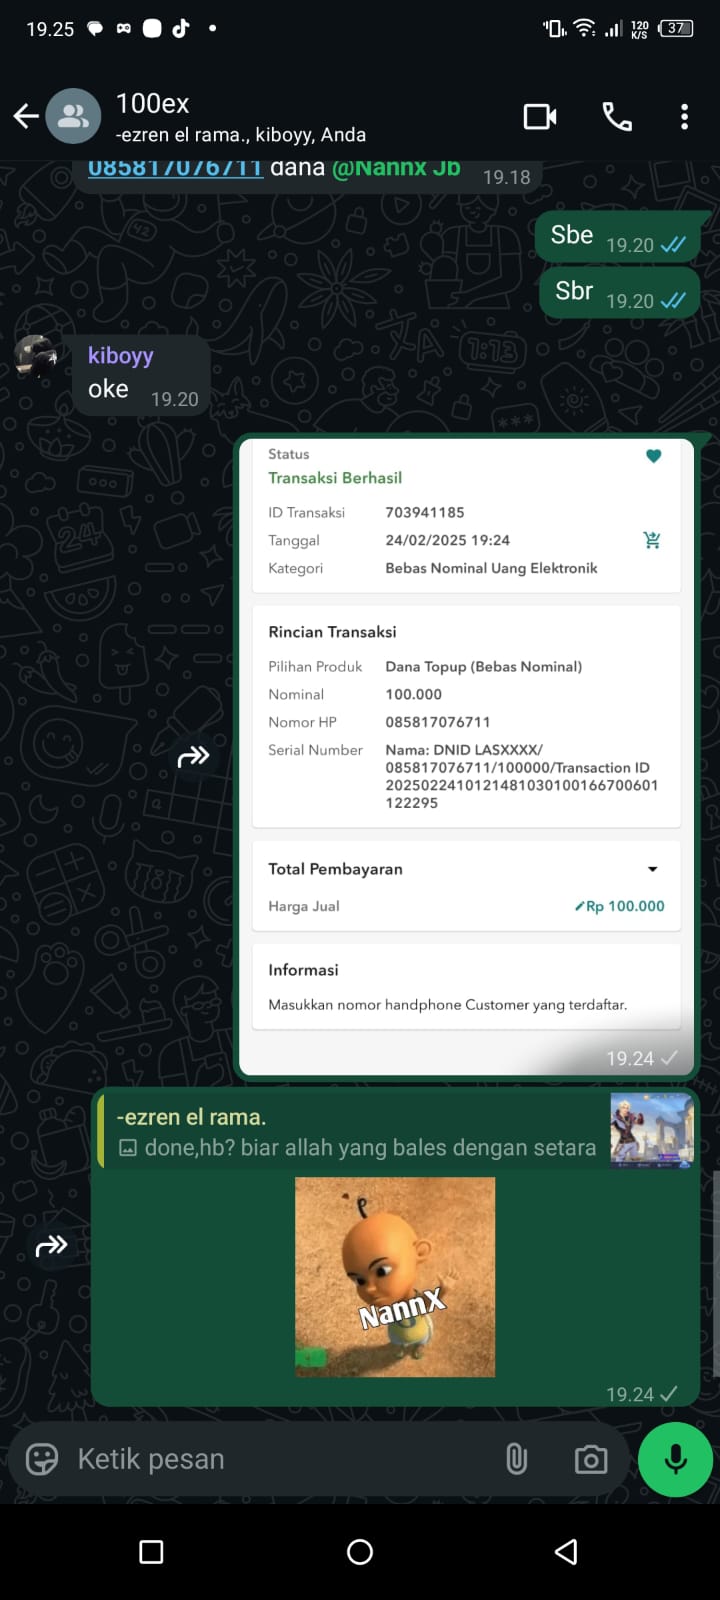 19.25
120
K/S
37
100ex
-ezren el rama., kiboyy, Anda
085817076711 dana @Nannx Jb 19.18
Sbe 19.20
Sbr 19.20
kiboyy
oke 19.20
Status
Transaksi Berhasil
ID Transaksi 703941185
Tanggal 24/02/2025 19:24
Kategori Bebas Nominal Uang Elektronik
Rincian Transaksi
Pilihan Produk Dana Topup (Bebas Nominal)
Nominal 100.000
Nomor HP 085817076711
Serial Number Nama: DNID LASXXXX/
085817076711/100000/Transaction ID
2025022410121481030100166700601
122295
Total Pembayaran
Harga Jual Rp 100.000
Informasi
Masukkan nomor handphone Customer yang terdaftar.
19.24
-ezren el rama.
done,hb? biar allah yang bales dengan setara
NannX
19.24
Ketik pesan